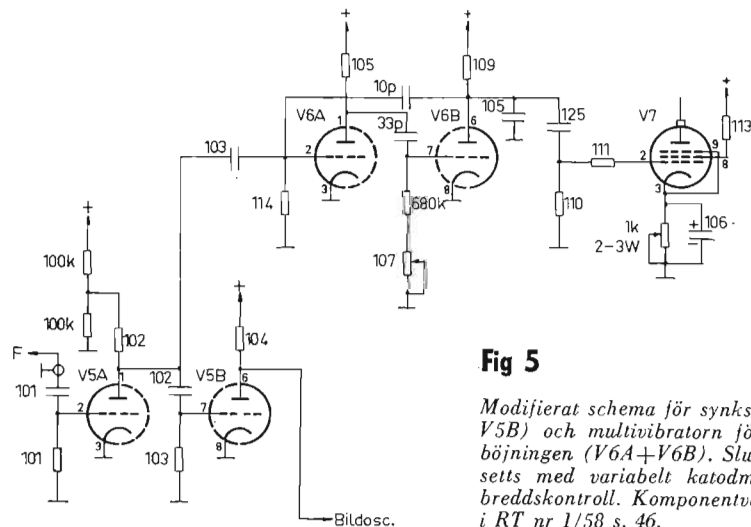 +
+
105
109
+
10p
V6A
V6B
1
33p
6
105
125
V7
113
103
2
7
2
111
9
8
3
8
3
114
680k
110
1k
2-3W
+
106
-
+
107
100k
100k
102
+
104
F
101
V5A
1
102
V5B
6
2
7
3
8
101
103
Bildosc.
Fig 5
Modifierat schema för synks
V5B) och multivibratorn fö
böjningen (V6A+V6B). Slu
setts med variabelt katodm
breddskontroll. Komponentv
i RT nr 1/58 s. 46.